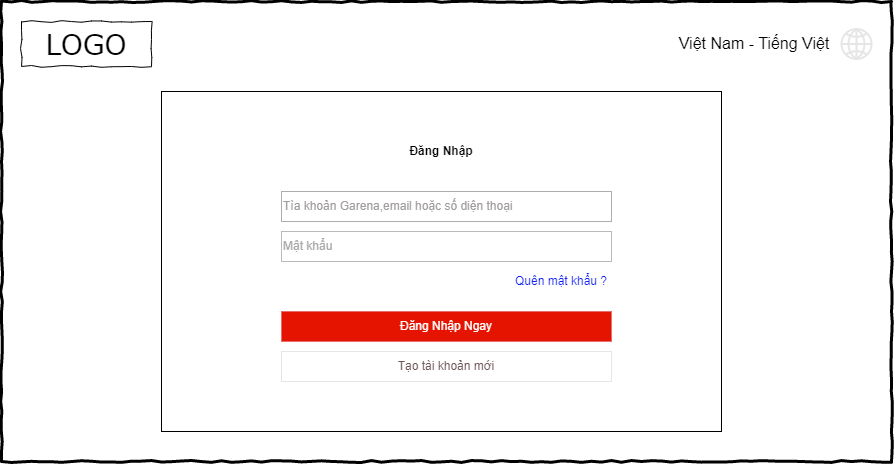 LOGO
Việt Nam - Tiếng Việt
Đăng Nhập
Tỉa khoản Garena,email hoặc số diện thoại
Mật khẩu
Quên mật khẩu ?
Đăng Nhập Ngay
Tạo tài khoản mới